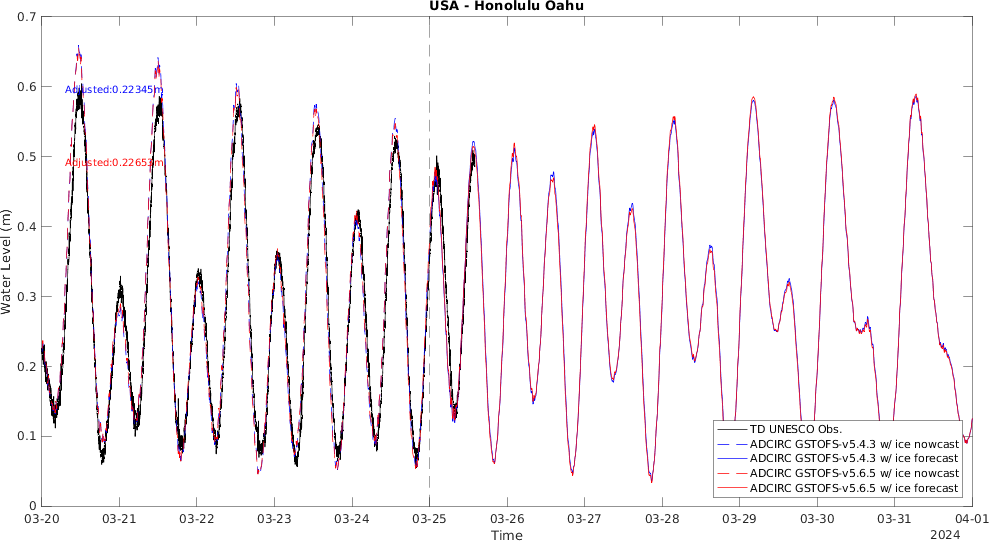 USA - Honolulu Oahu
0.7
0.6
0.5
0.4
0.3
0.2
0.1
0
Water Level (m)
Adjusted:0.22345m
Adjusted:0.22653m
TD UNESCO Obs.
ADCIRC GSTOFS-v5.4.3 w/ ice nowcast
ADCIRC GSTOFS-v5.4.3 w/ ice forecast
ADCIRC GSTOFS-v5.6.5 w/ ice nowcast
ADCIRC GSTOFS-v5.6.5 w/ ice forecast
03-20 03-21 03-22 03-23 03-24 03-25 03-26 03-27 03-28 03-29 03-30 03-31 04-01
Time
2024